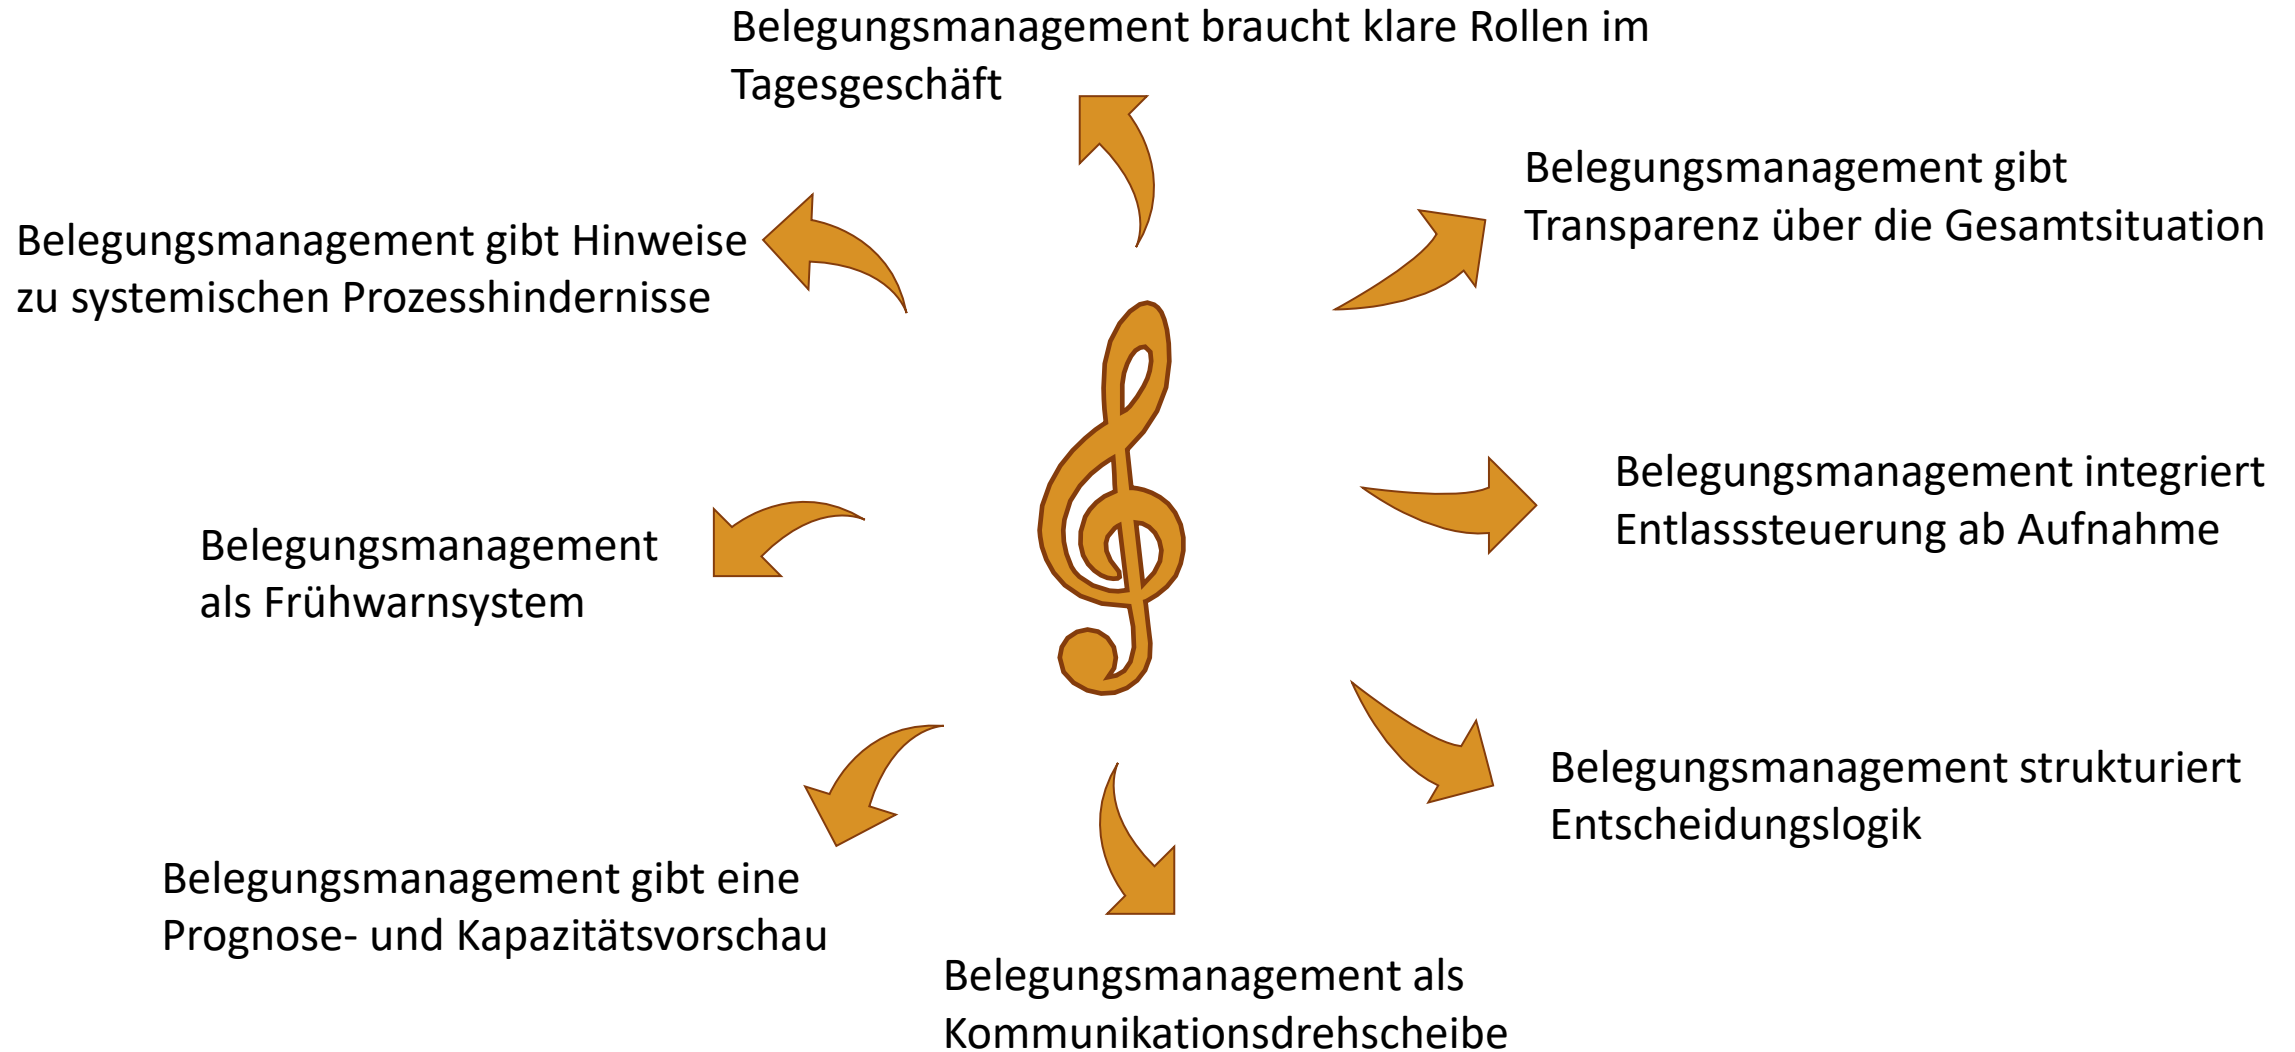 Belegungsmanagement braucht klare Rollen im
Tagesgeschäft
Belegungsmanagement gibt
Transparenz über die Gesamtsituation
Belegungsmanagement integriert
Entlasssteuerung ab Aufnahme
Belegungsmanagement strukturiert
Entscheidungslogik
Belegungsmanagement als
Kommunikationsdrehscheibe
Belegungsmanagement gibt eine
Prognose- und Kapazitätsvorschau
Belegungsmanagement
als Frühwarnsystem
Belegungsmanagement gibt Hinweise
zu systemischen Prozesshindernisse